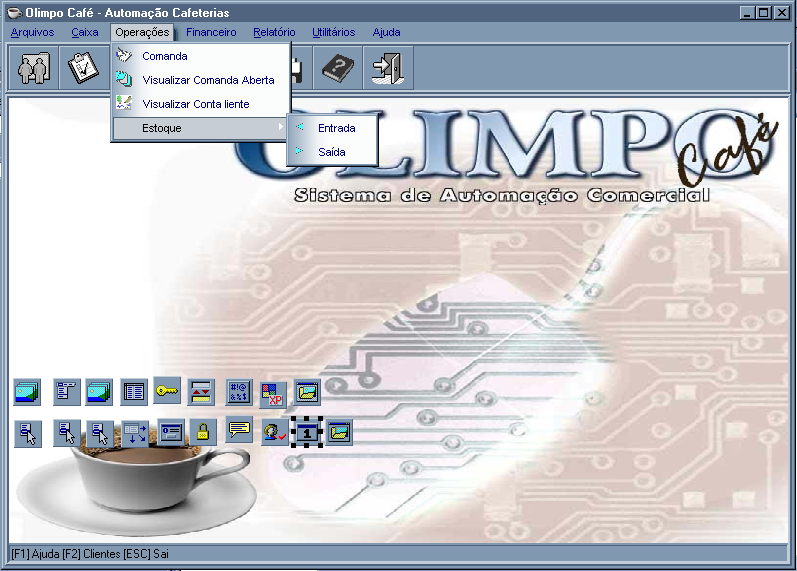 Olimpo Café - Automação Cafeterias
Arquivos Caixa Operações Financeiro Relatório Utilitários Ajuda
Comanda
Visualizar Comanda Aberta
Visualizar Conta liente
Estoque
Entrada
Saída
OLIMPO
Café
Sistema de Automação Comercial
#!@
&%$
XP
1
[F1] Ajuda [F2] Clientes [ESC] Sai